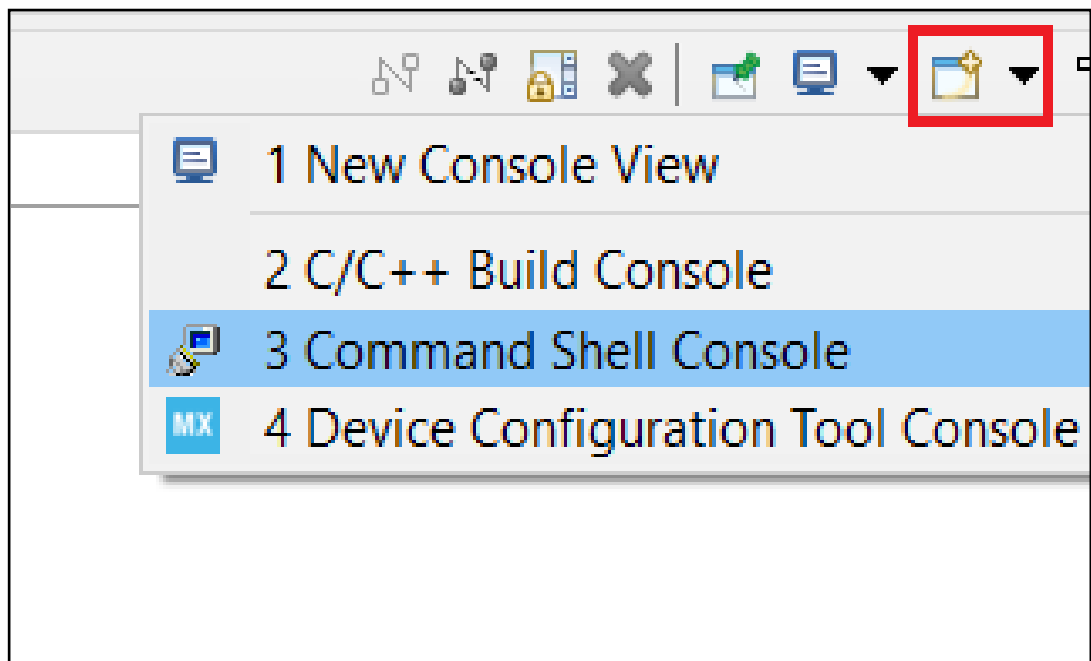 1 New Console View
2 C/C++ Build Console
3 Command Shell Console
MX 4 Device Configuration Tool Console